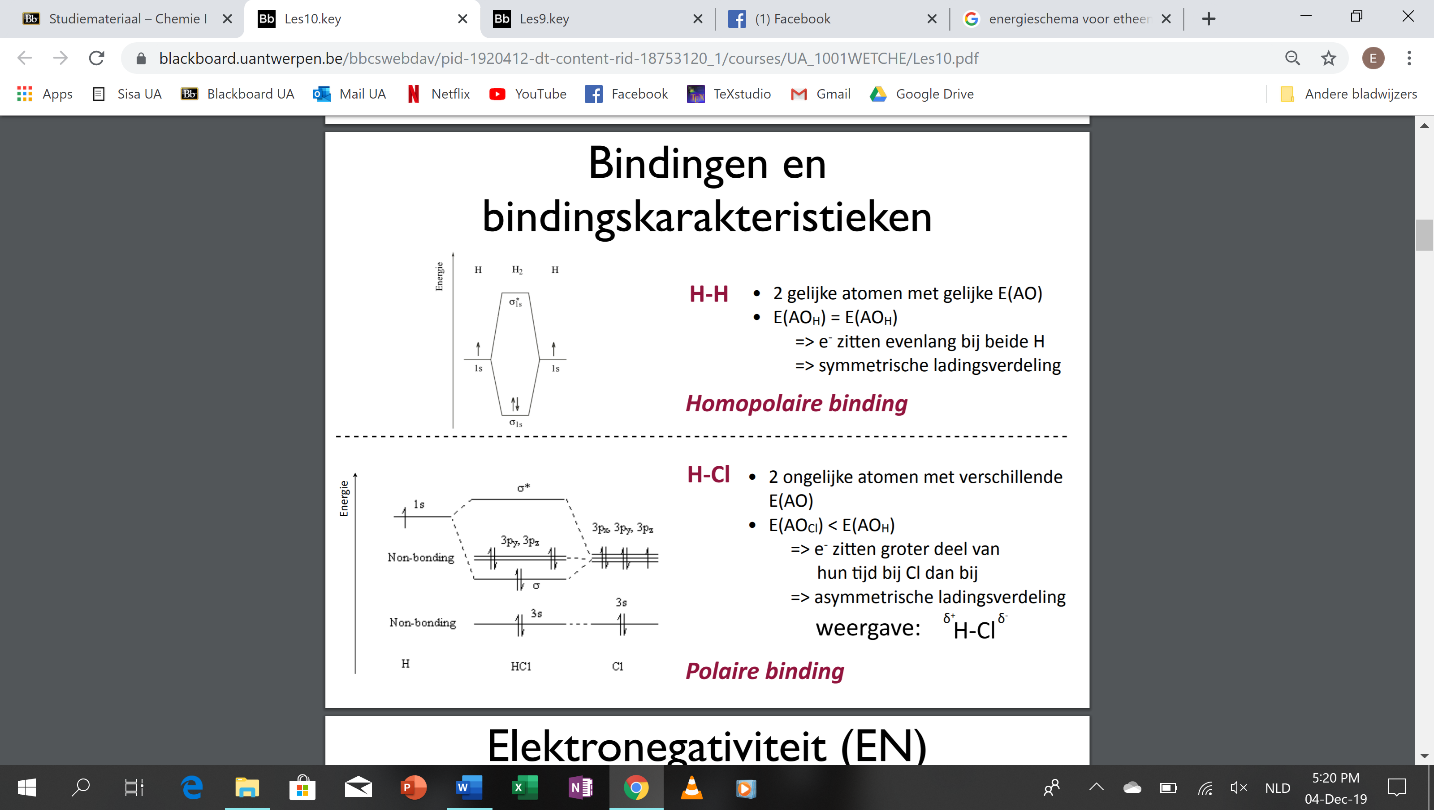 Studiemateriaal – Chemie I
Les10.key
Les9.key
(1) Facebook
energieschema voor etheer
blackboard.uantwerpen.be/bbcswebdav/pid-1920412-dt-content-rid-18753120_1/courses/UA_1001WETCHE/Les10.pdf
E
Apps
Sisa UA
Blackboard UA
Mail UA
Netflix
YouTube
Facebook
TeXstudio
Gmail
Google Drive
Andere bladwijzers
Bindingen en
bindingskarakteristieken
Energie
H H₂ H
σ*1s
1s 1s
σ1s
H-H
• 2 gelijke atomen met gelijke E(AO)
• E(AOH) = E(AOH)
=> e⁻ zitten evenlang bij beide H
=> symmetrische ladingsverdeling
Homopolaire binding
Energie
σ*
1s
3px, 3py, 3pz
3py, 3pz
Non-bonding
σ
3s
3s
Non-bonding
H HCl Cl
H-Cl
• 2 ongelijke atomen met verschillende
E(AO)
• E(AOCl) < E(AOH)
=> e⁻ zitten groter deel van
hun tijd bij Cl dan bij
=> asymmetrische ladingsverdeling
weergave: δ⁺H-Clδ⁻
Polaire binding
Elektronegativiteit (EN)
NLD
5:20 PM
04-Dec-19